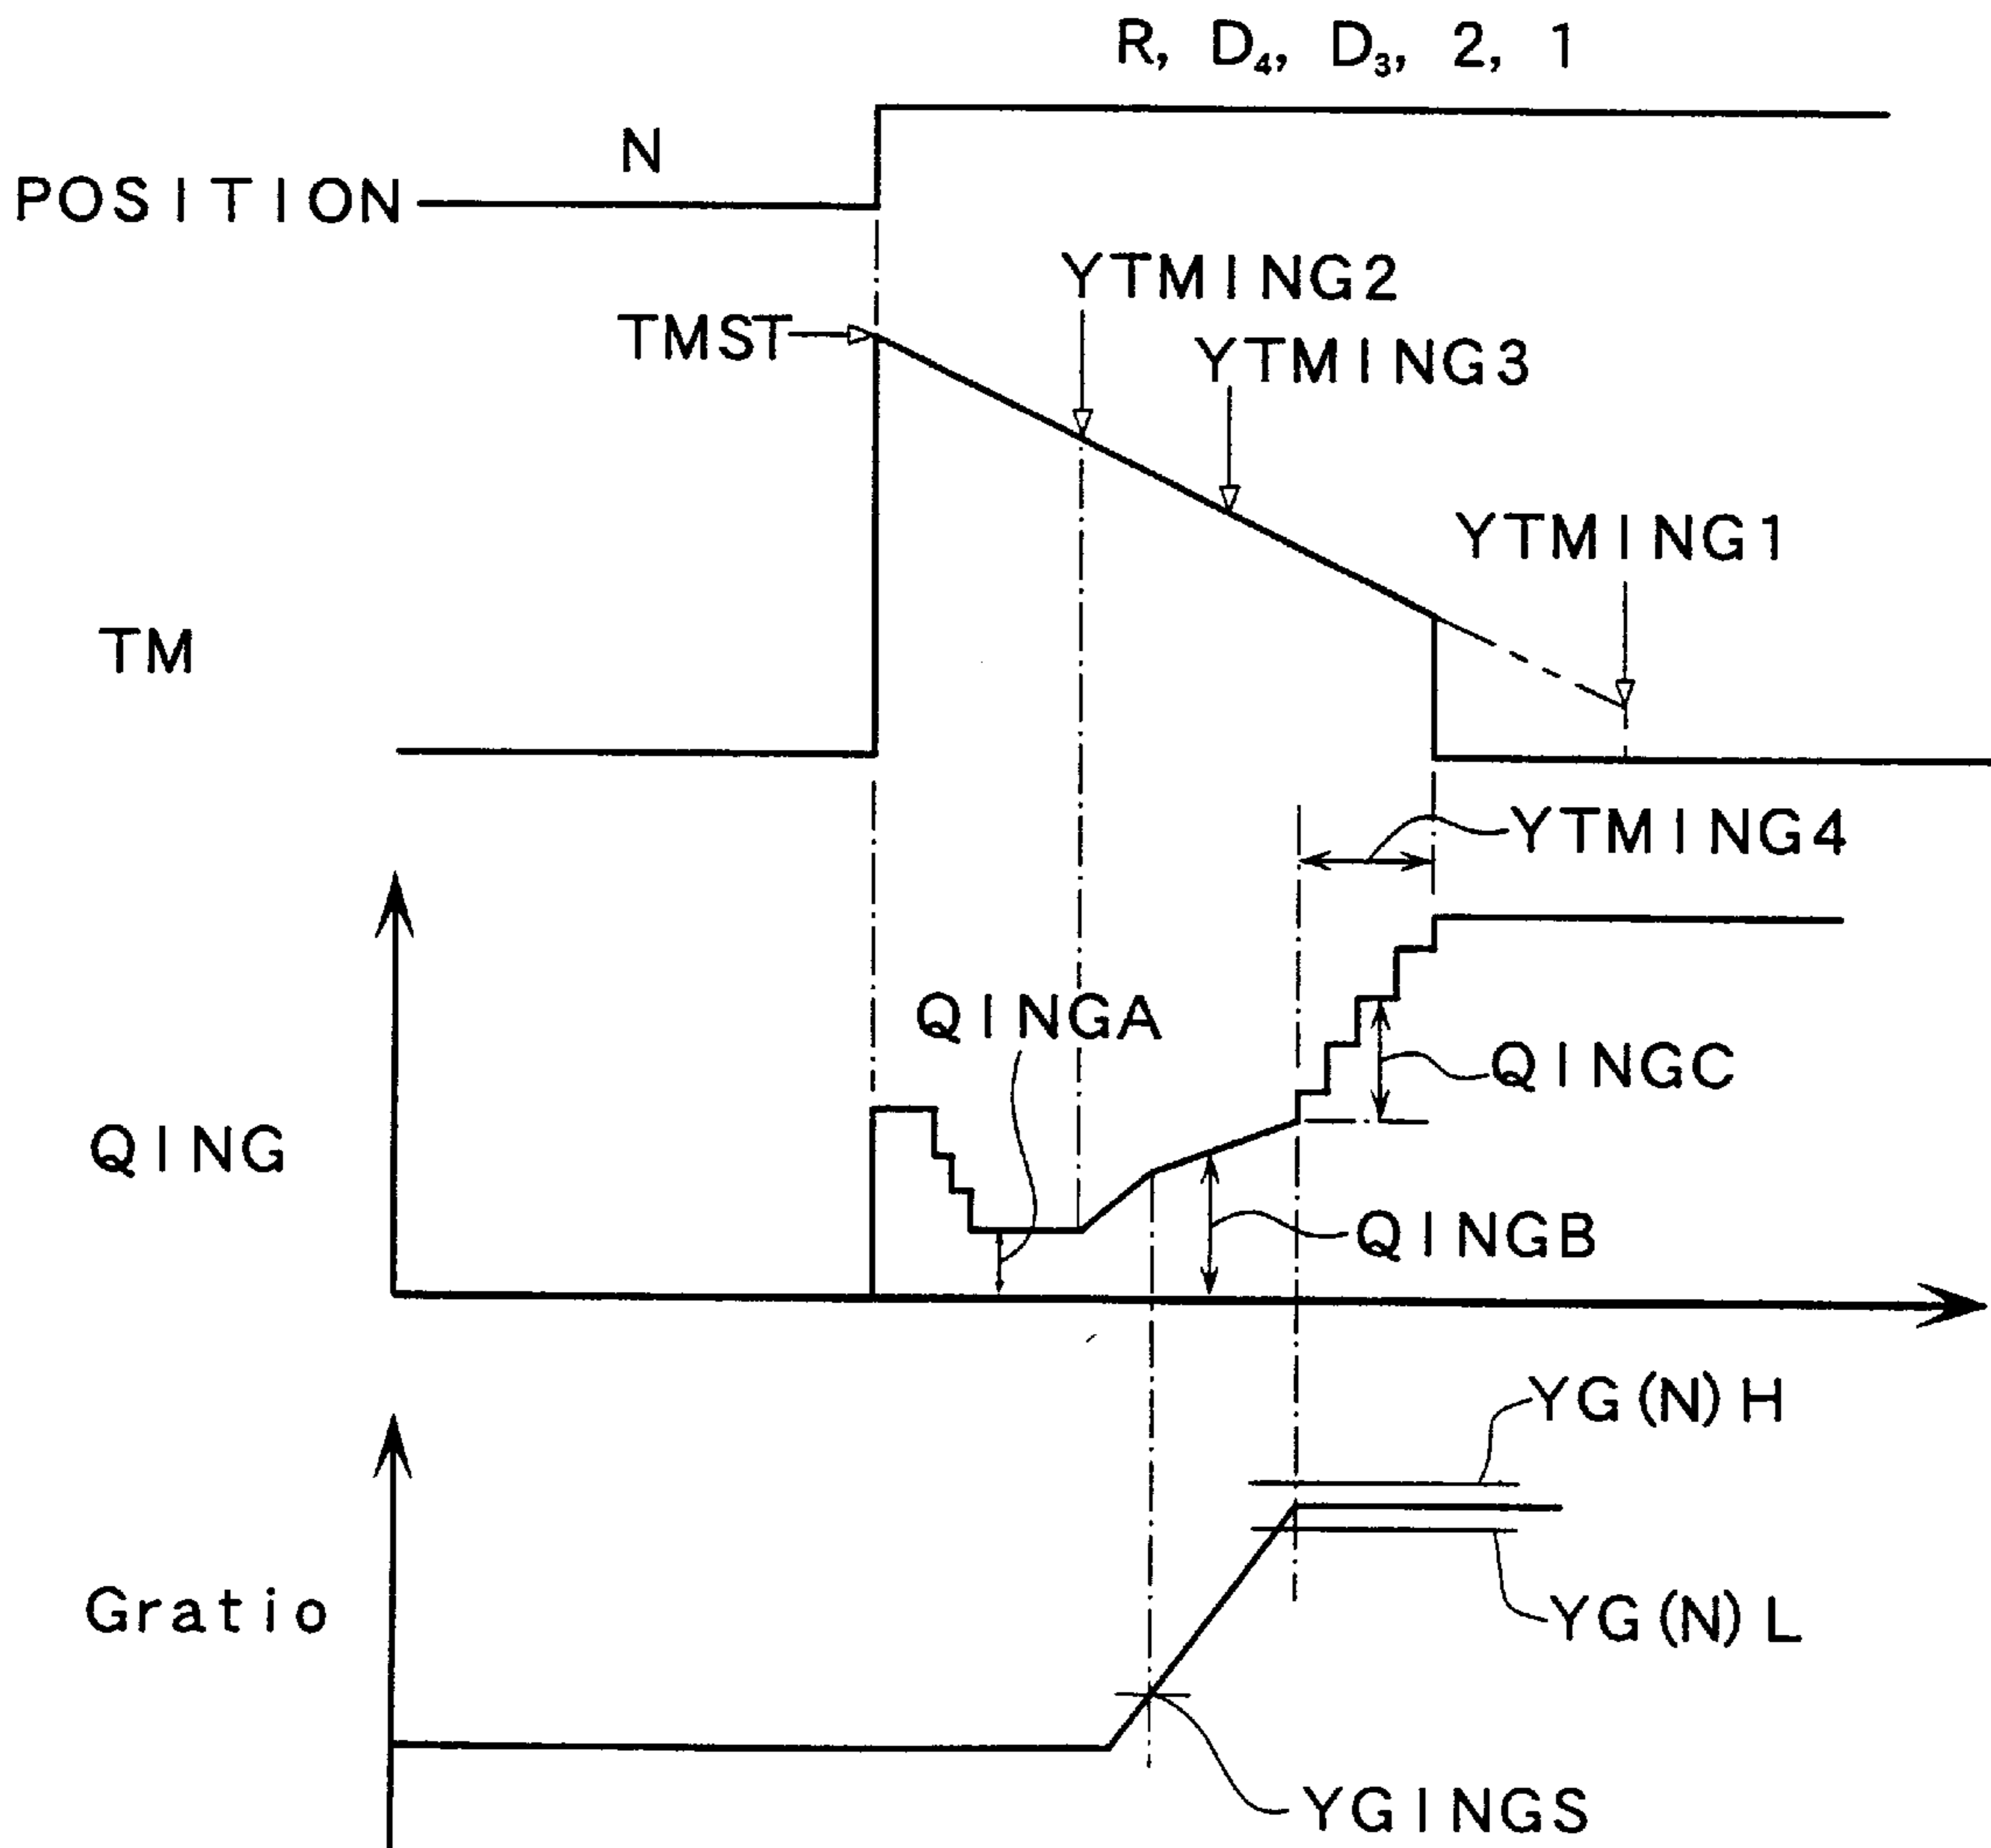 R, D₄, D₃, 2, 1
N
POSITION
YTMING2
TMST
YTMING3
YTMING1
TM
YTMING4
QINGA
QINGC
QING
QINGB
YG(N)H
Gratio
YG(N)L
YGINGS